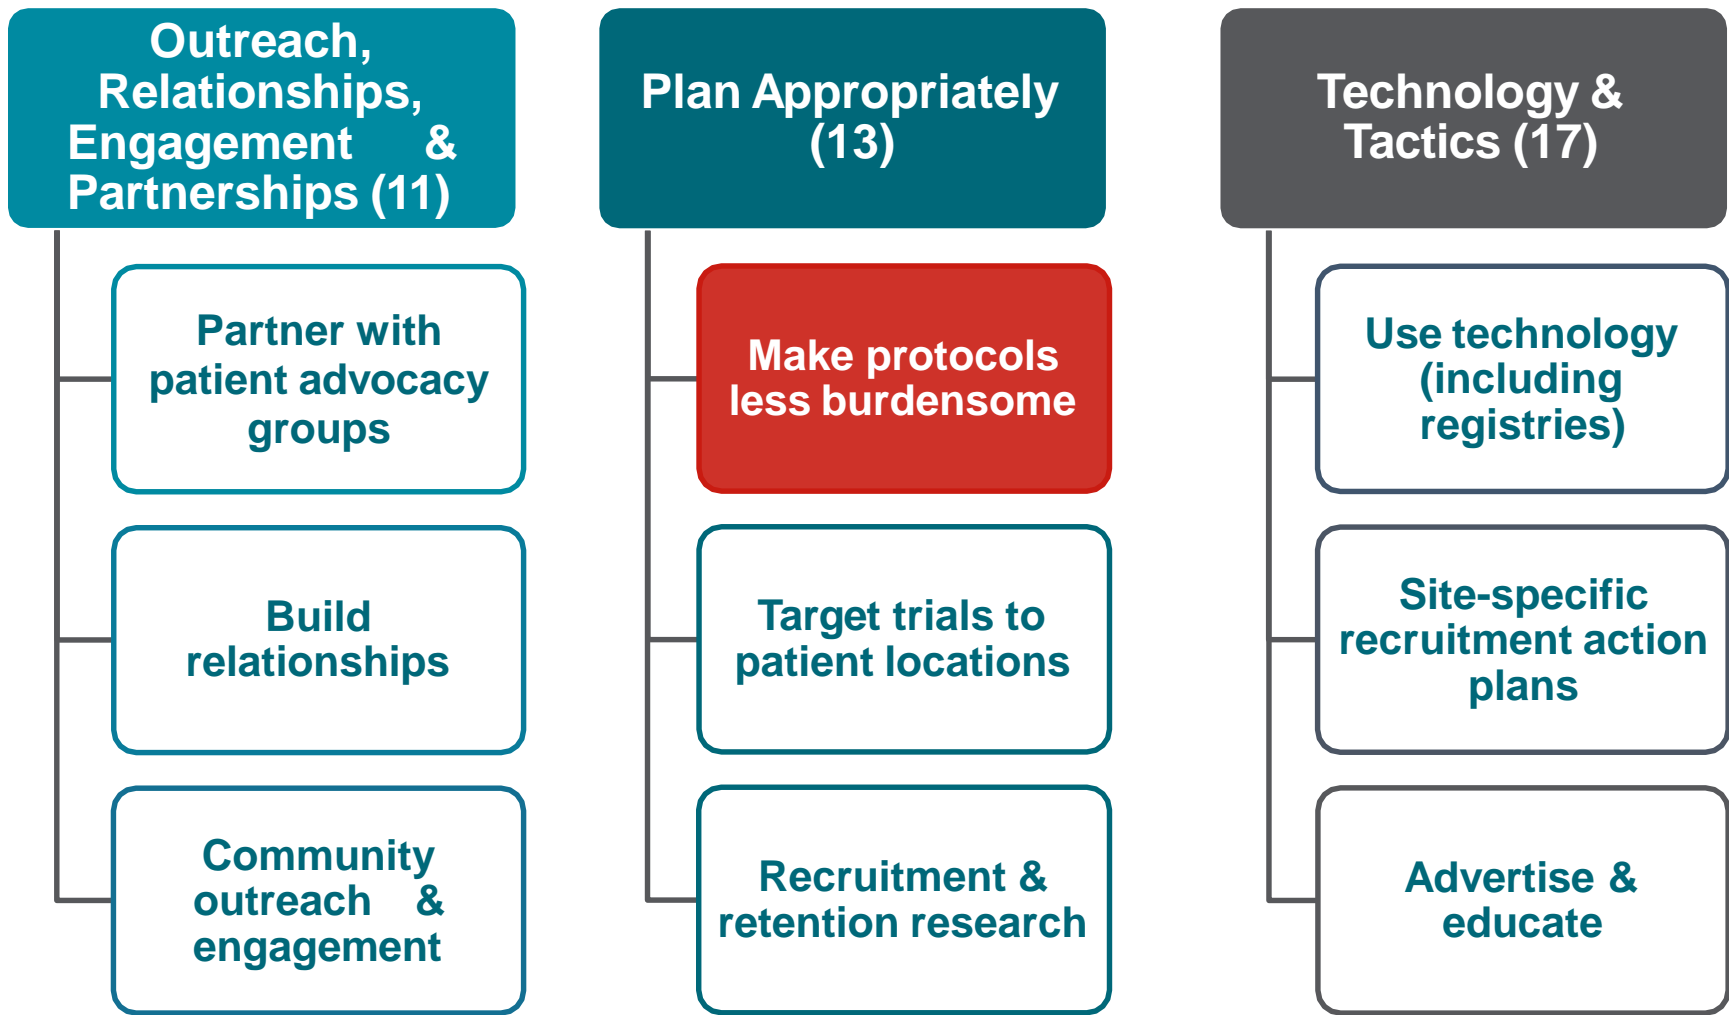 Outreach,
Relationships,
Engagement &
Partnerships (11)
Partner with
patient advocacy
groups
Build
relationships
Community
outreach &
engagement
Plan Appropriately
(13)
Make protocols
less burdensome
Target trials to
patient locations
Recruitment &
retention research
Technology &
Tactics (17)
Use technology
(including
registries)
Site-specific
recruitment action
plans
Advertise &
educate